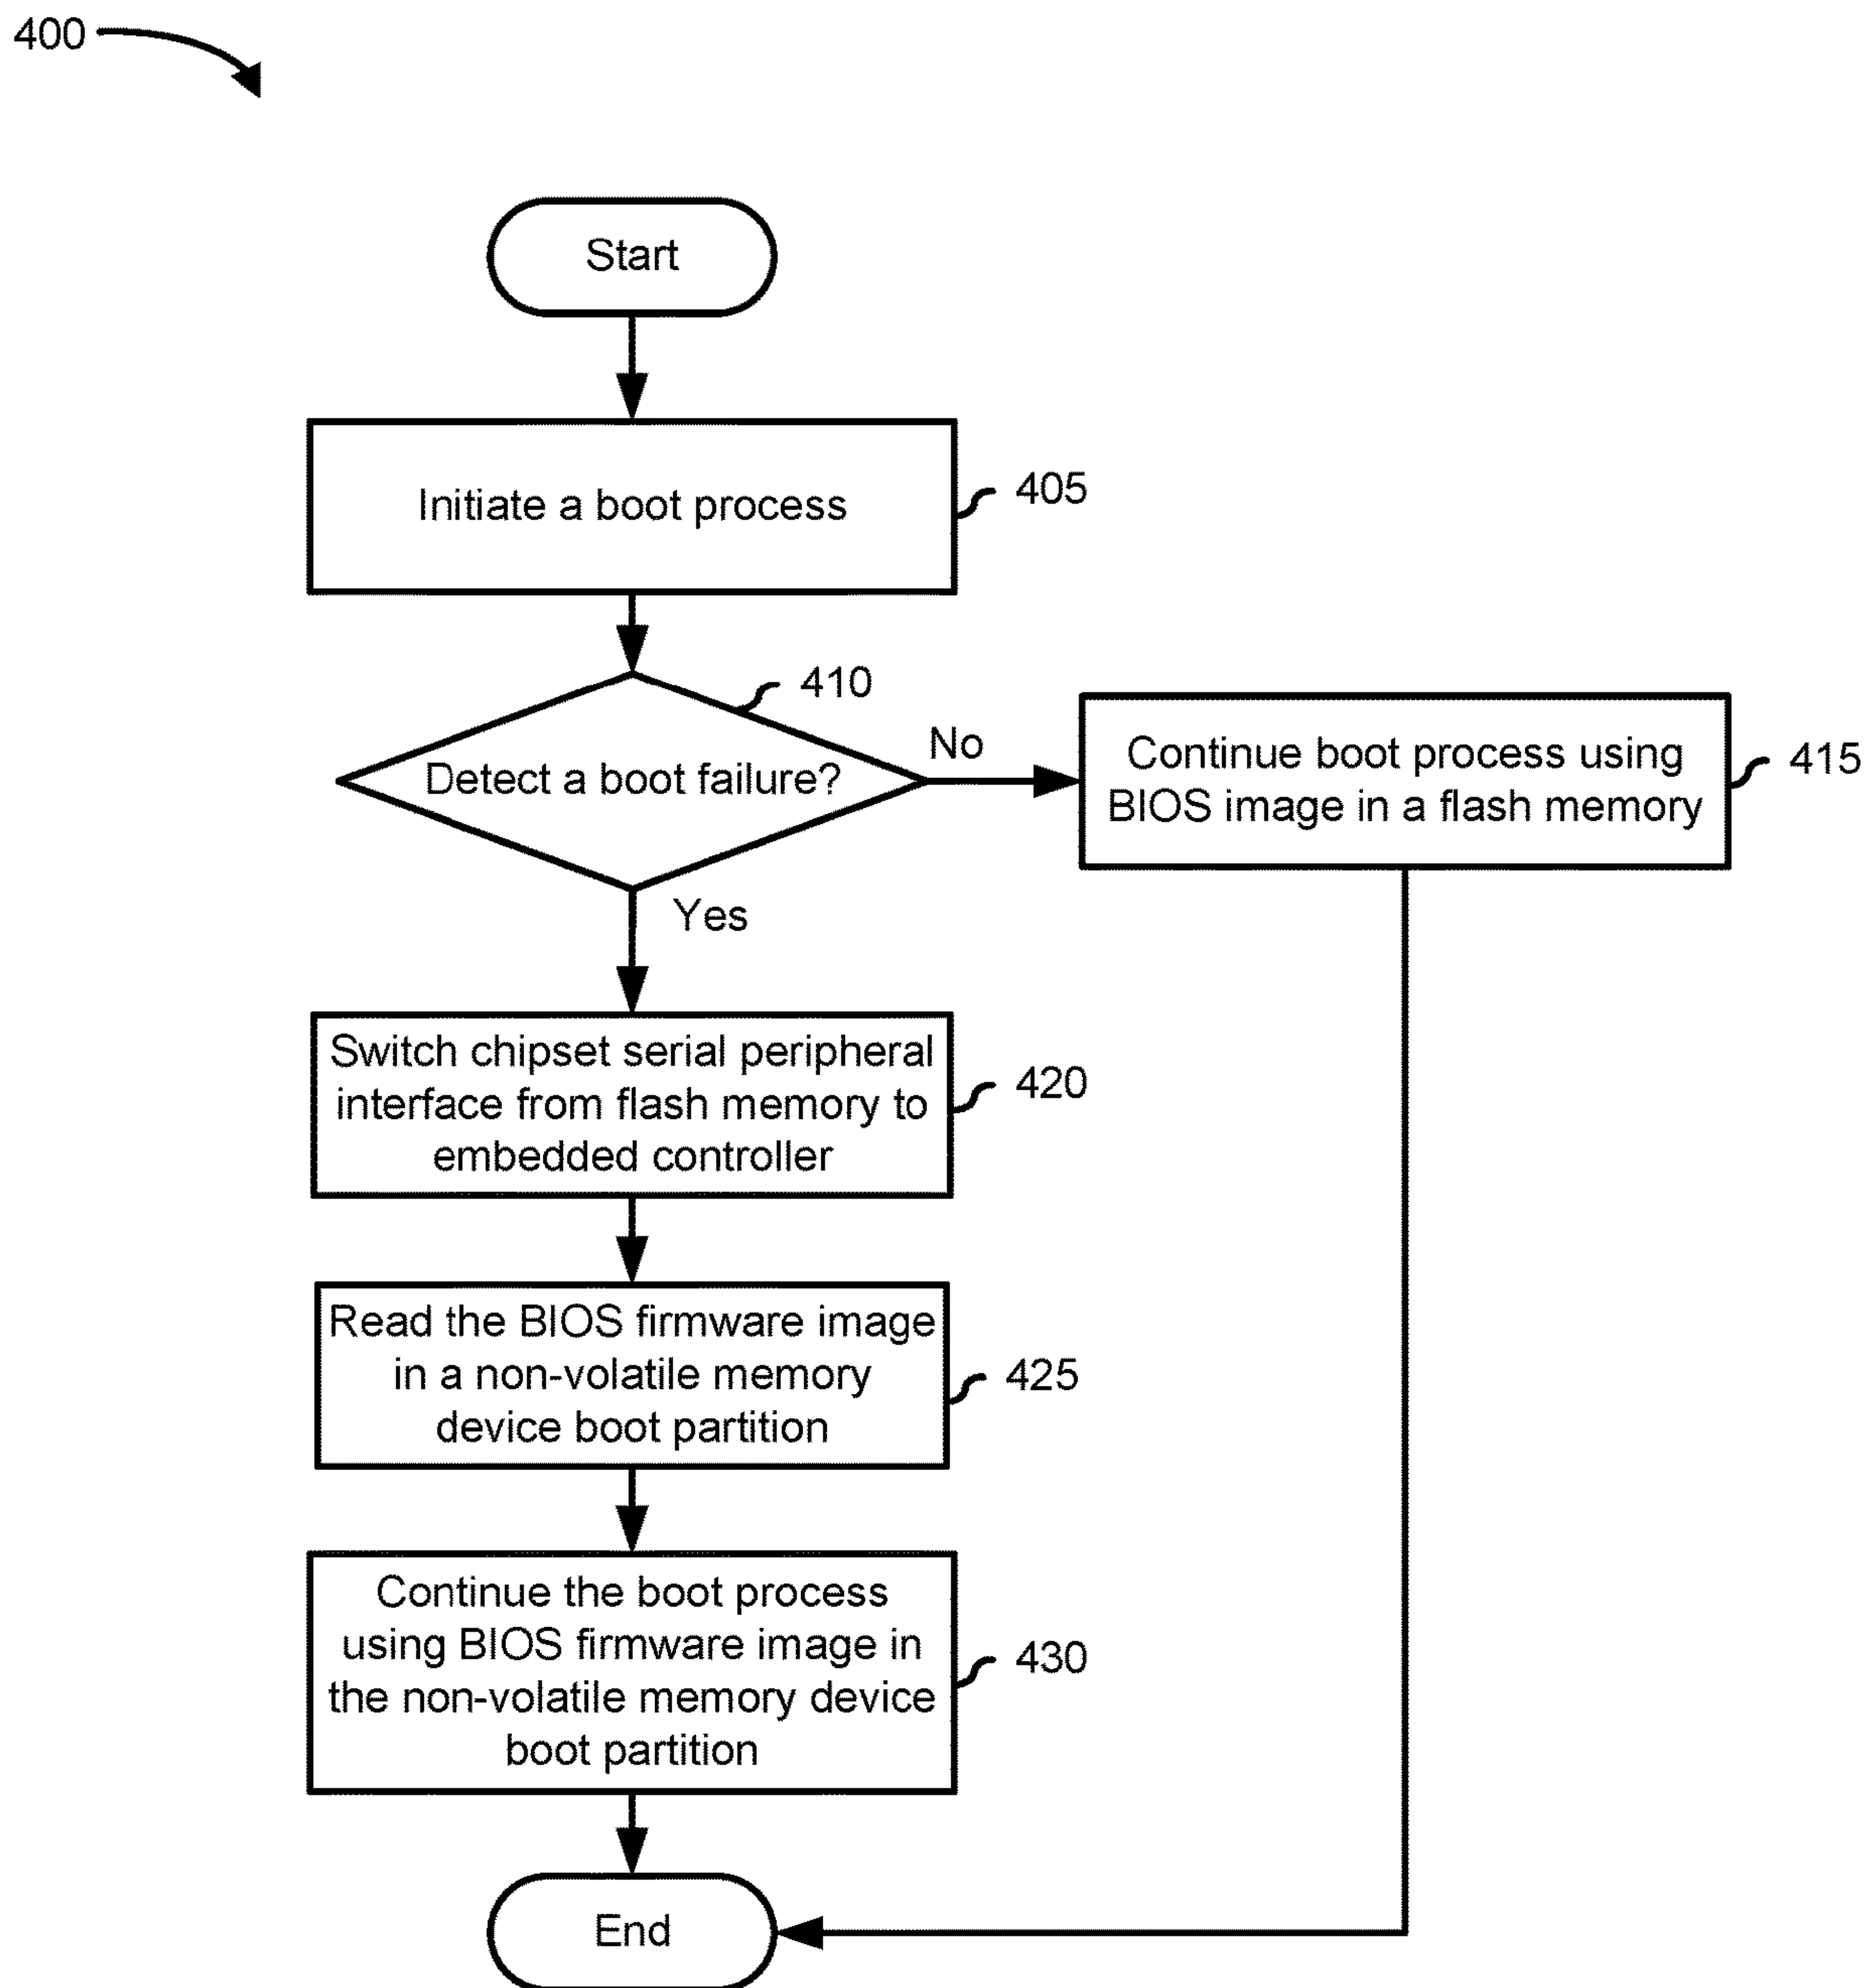 400
Start
Initiate a boot process
405
410
Detect a boot failure?
No
Continue boot process using
BIOS image in a flash memory
415
Yes
Switch chipset serial peripheral
interface from flash memory to
embedded controller
420
Read the BIOS firmware image
in a non-volatile memory
device boot partition
425
Continue the boot process
using BIOS firmware image in
the non-volatile memory device
boot partition
430
End